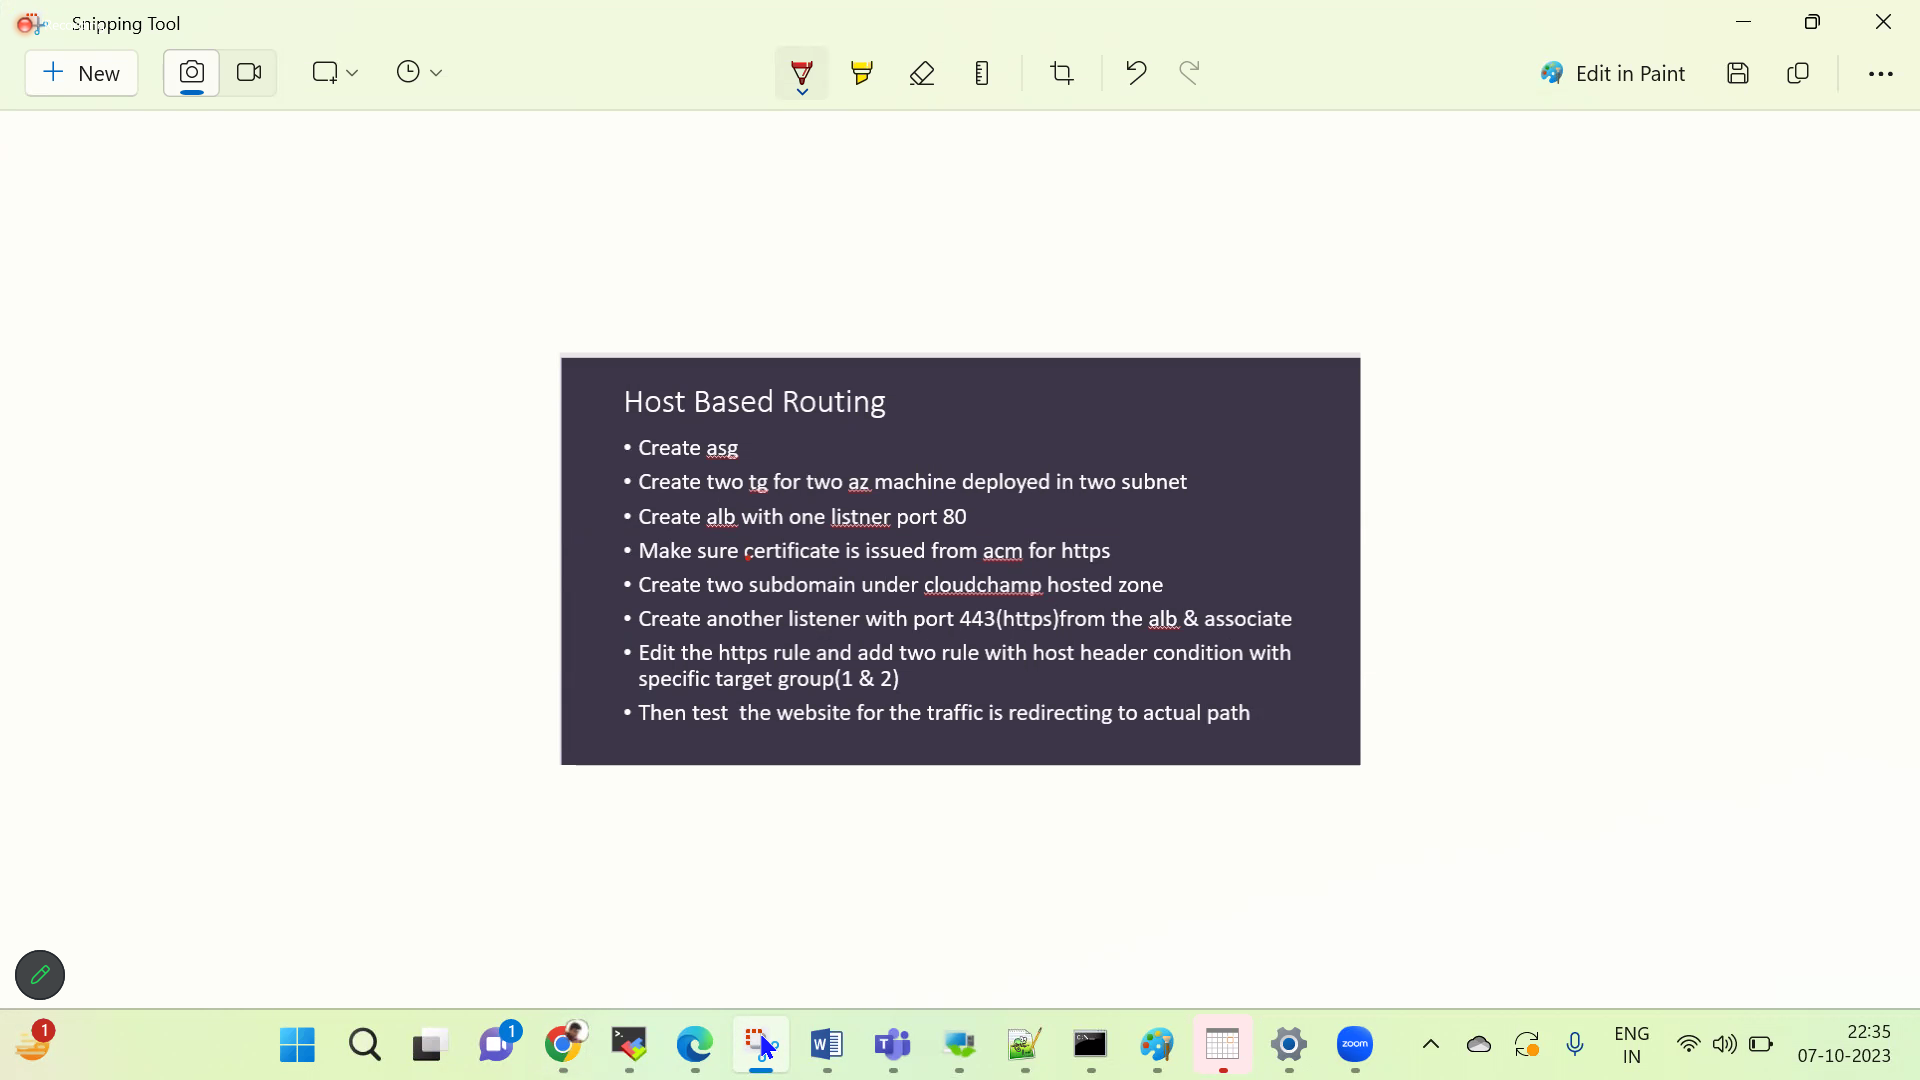 Snipping Tool
New
Edit in Paint
Host Based Routing
• Create asg
• Create two tg for two az machine deployed in two subnet
• Create alb with one listner port 80
• Make sure certificate is issued from acm for https
• Create two subdomain under cloudchamp hosted zone
• Create another listener with port 443(https)from the alb & associate
• Edit the https rule and add two rule with host header condition with
specific target group(1 & 2)
• Then test  the website for the traffic is redirecting to actual path
1
1
zoom
ENG
IN
22:35
07-10-2023